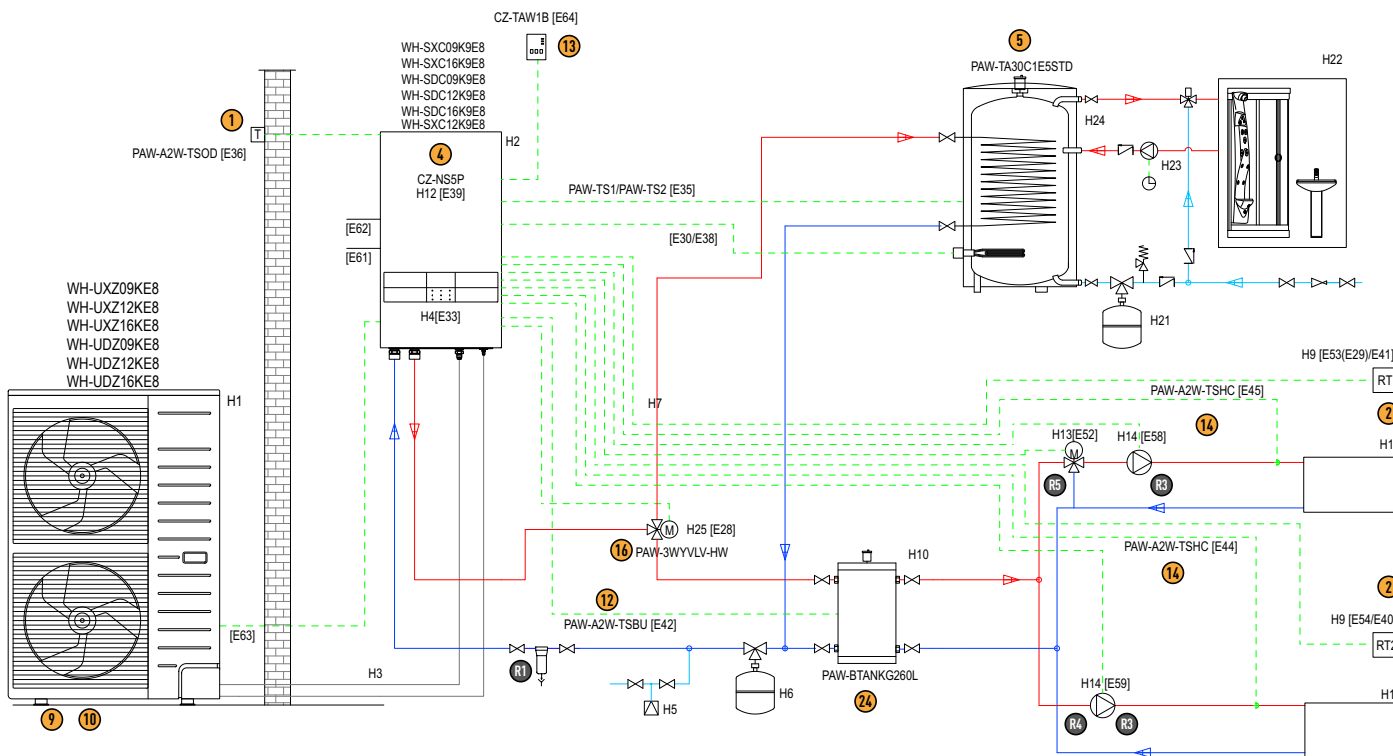 CZ-TAW1B [E64]
13
WH-SXC09K9E8
WH-SXC16K9E8
WH-SDC09K9E8
WH-SDC12K9E8
WH-SDC16K9E8
WH-SXC12K9E8
5
PAW-TA30C1E5STD
H22
1
T
PAW-A2W-TSOD [E36]
H2
4
CZ-NS5P
H12 [E39]
H24
H23
PAW-TS1/PAW-TS2 [E35]
[E62]
[E61]
[E30/E38]
H4[E33]
H21
WH-UXZ09KE8
WH-UXZ12KE8
WH-UXZ16KE8
WH-UDZ09KE8
WH-UDZ12KE8
WH-UDZ16KE8
H1
H7
H9 [E53(E29)/E41]
RT
2
PAW-A2W-TSHC [E45]
14
H13[E52]
M
H14 [E58]
H1
R5
R3
M
H25 [E28]
16
PAW-3WYVLV-HW
H10
PAW-A2W-TSHC [E44]
14
2
12
PAW-A2W-TSBU [E42]
H9 [E54/E40
RT2
[E63]
H3
R1
H5
H6
PAW-BTANKG260L
24
H14 [E59]
R4
R3
H1
9
10